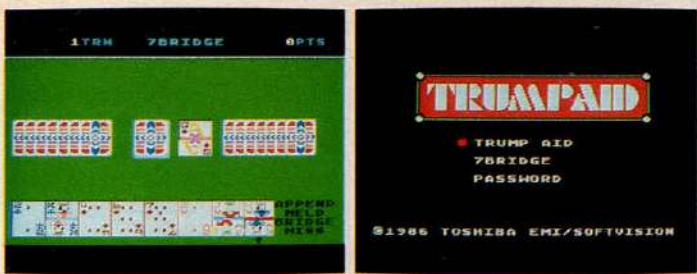 1TRN 7BRIDGE 0PTS
APPEND
MELD
BRIDGE
MISS
TRUMPAID
TRUMP AID
7BRIDGE
PASSWORD
©1986 TOSHIBA EMI/SOFTVISION